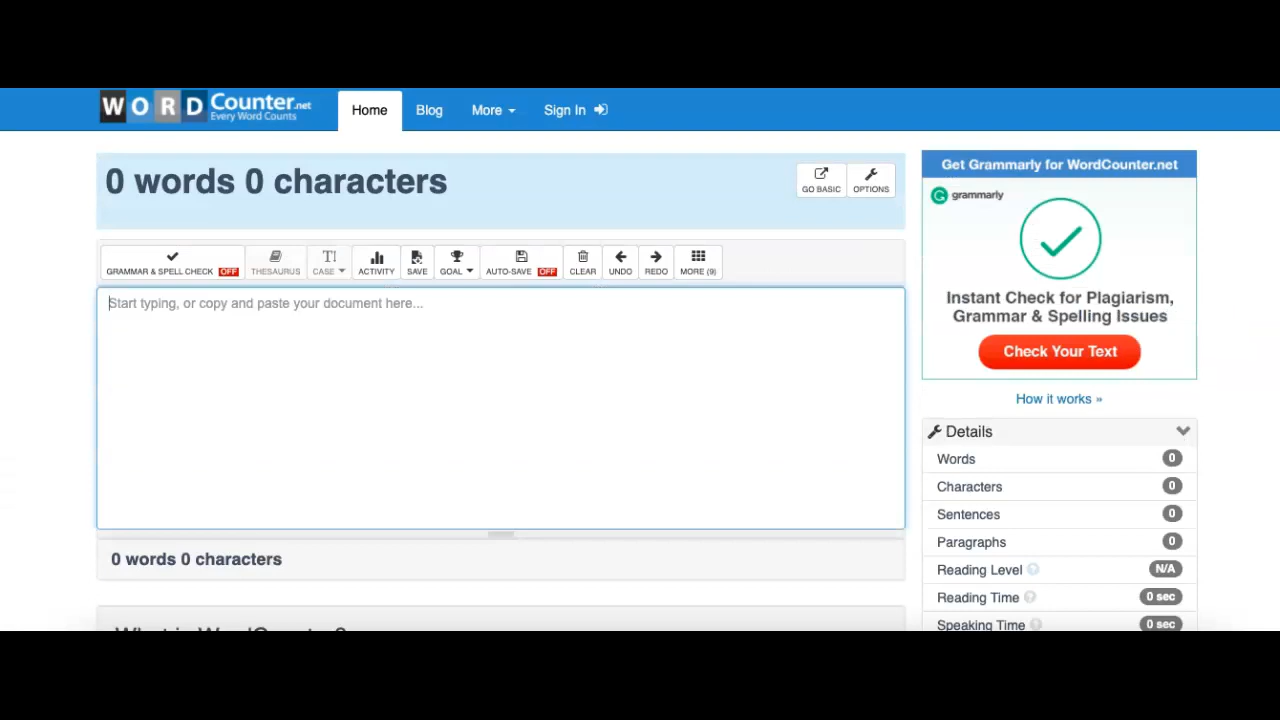 WORD Counter.net
Every Word Counts
Home Blog More Sign In
0 words 0 characters
GO BASIC OPTIONS
GRAMMAR & SPELL CHECK OFF THESAURUS CASE ACTIVITY SAVE GOAL AUTO-SAVE OFF CLEAR UNDO REDO MORE (9)
Start typing, or copy and paste your document here...
0 words 0 characters
Get Grammarly for WordCounter.net
grammarly
Instant Check for Plagiarism,
Grammar & Spelling Issues
Check Your Text
How it works »
Details
Words 0
Characters 0
Sentences 0
Paragraphs 0
Reading Level N/A
Reading Time 0 sec
Speaking Time 0 sec